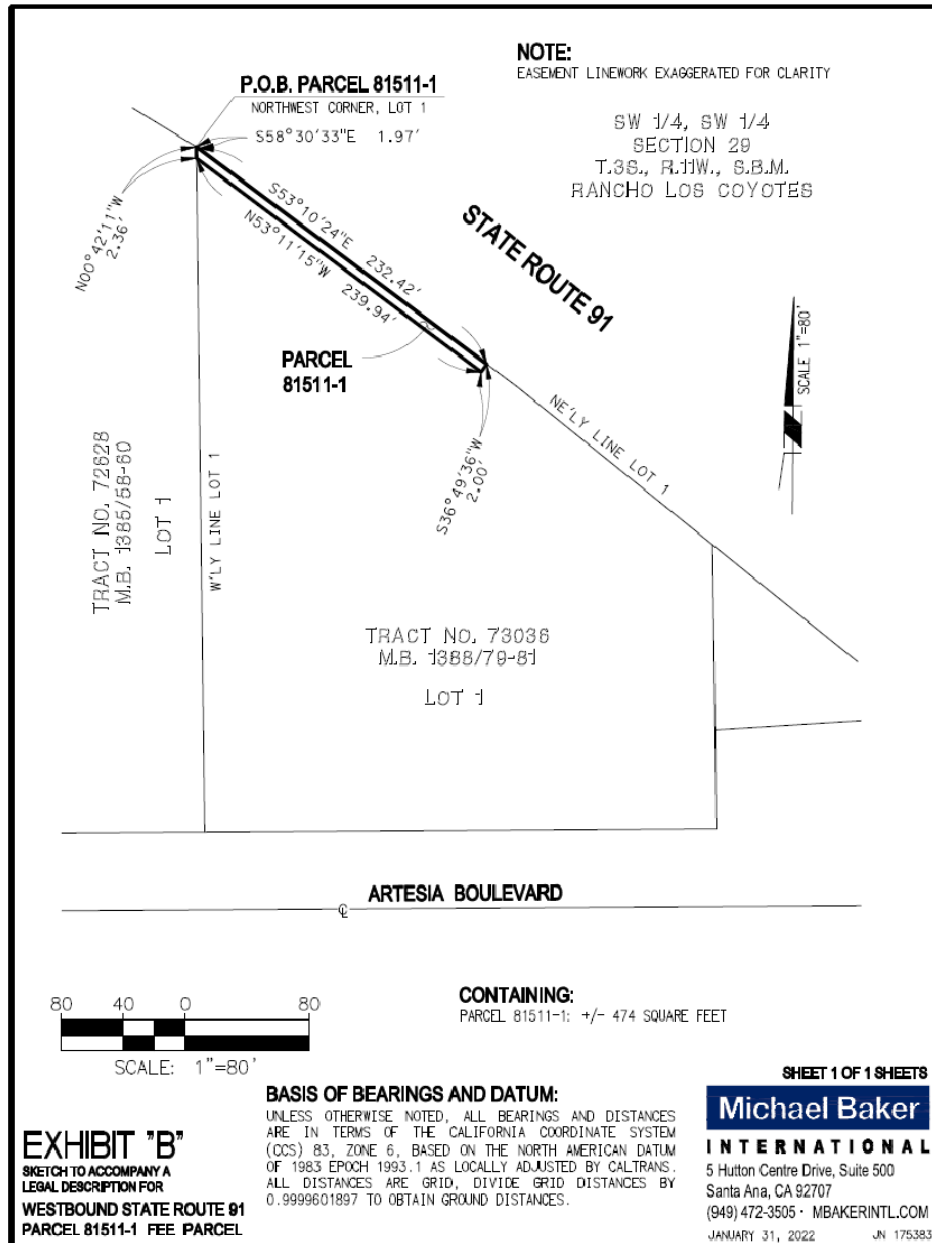 NOTE:
EASEMENT LINEWORK EXAGGERATED FOR CLARITY
P.O.B. PARCEL 81511-1
NORTHWEST CORNER, LOT 1
S58°30'33"E 1.97'
SW 1/4, SW 1/4
SECTION 29
T.3S., R.11W., S.B.M.
RANCHO LOS COYOTES
N00°42'11"W
2.36'
S53°10'24"E 232.42'
N53°11'15"W 239.94'
STATE ROUTE 91
SCALE 1"=80'
PARCEL
81511-1
NE'LY LINE LOT 1
S36°49'36"W
2.00'
TRACT NO. 72628
M.B. 1385/58-60
LOT 1
W'LY LINE LOT 1
TRACT NO. 73036
M.B. 1388/79-81
LOT 1
ARTESIA BOULEVARD
℄
80 40 0 80
SCALE: 1"=80'
CONTAINING:
PARCEL 81511-1: +/- 474 SQUARE FEET
BASIS OF BEARINGS AND DATUM:
UNLESS OTHERWISE NOTED, ALL BEARINGS AND DISTANCES
ARE IN TERMS OF THE CALIFORNIA COORDINATE SYSTEM
(CCS) 83, ZONE 6, BASED ON THE NORTH AMERICAN DATUM
OF 1983 EPOCH 1993.1 AS LOCALLY ADJUSTED BY CALTRANS.
ALL DISTANCES ARE GRID, DIVIDE GRID DISTANCES BY
0.9999601897 TO OBTAIN GROUND DISTANCES.
EXHIBIT "B"
SKETCH TO ACCOMPANY A
LEGAL DESCRIPTION FOR
WESTBOUND STATE ROUTE 91
PARCEL 81511-1 FEE PARCEL
SHEET 1 OF 1 SHEETS
Michael Baker
INTERNATIONAL
5 Hutton Centre Drive, Suite 500
Santa Ana, CA 92707
(949) 472-3505 · MBAKERINTL.COM
JANUARY 31, 2022 JN 175383